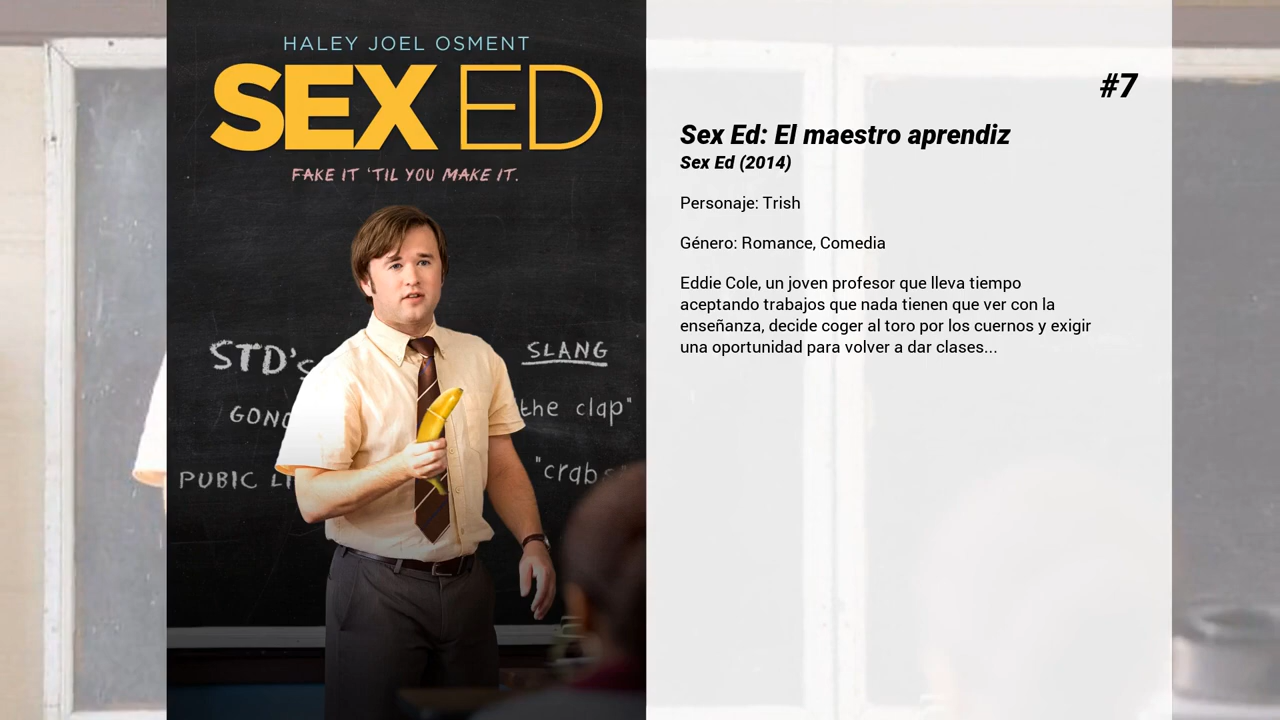 HALEY JOEL OSMENT
SEX ED
FAKE IT 'TIL YOU MAKE IT.
STD's
SLANG
"the clap"
PUBIC
"crabs
#7
Sex Ed: El maestro aprendiz
Sex Ed (2014)
Personaje: Trish
Género: Romance, Comedia
Eddie Cole, un joven profesor que lleva tiempo
aceptando trabajos que nada tienen que ver con la
enseñanza, decide coger al toro por los cuernos y exigir
una oportunidad para volver a dar clases...